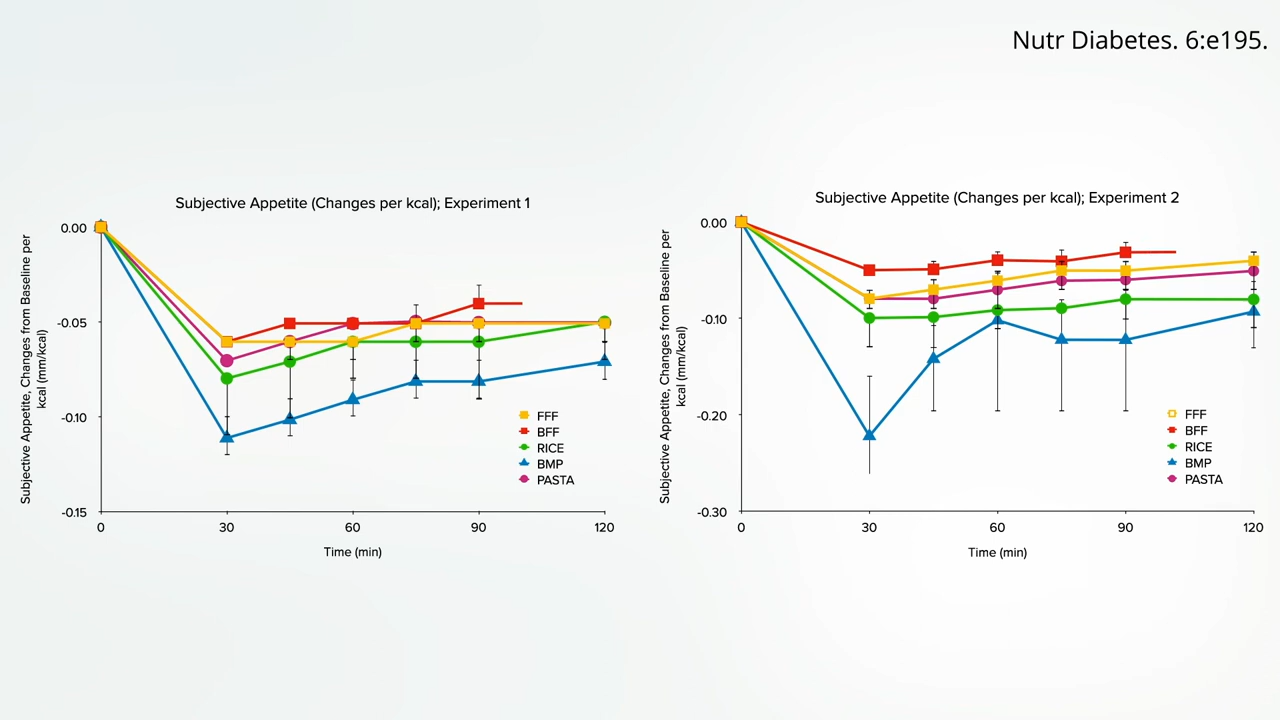 Nutr Diabetes. 6:e195.
Subjective Appetite (Changes per kcal); Experiment 1
Subjective Appetite, Changes from Baseline per
kcal (mm/kcal)
0.00
-0.05
-0.10
-0.15
0
30
60
90
120
Time (min)
FFF
BFF
RICE
BMP
PASTA
Subjective Appetite (Changes per kcal); Experiment 2
Subjective Appetite, Changes from Baseline per
kcal (mm/kcal)
0.00
-0.10
-0.20
-0.30
0
30
60
90
120
Time (min)
FFF
BFF
RICE
BMP
PASTA